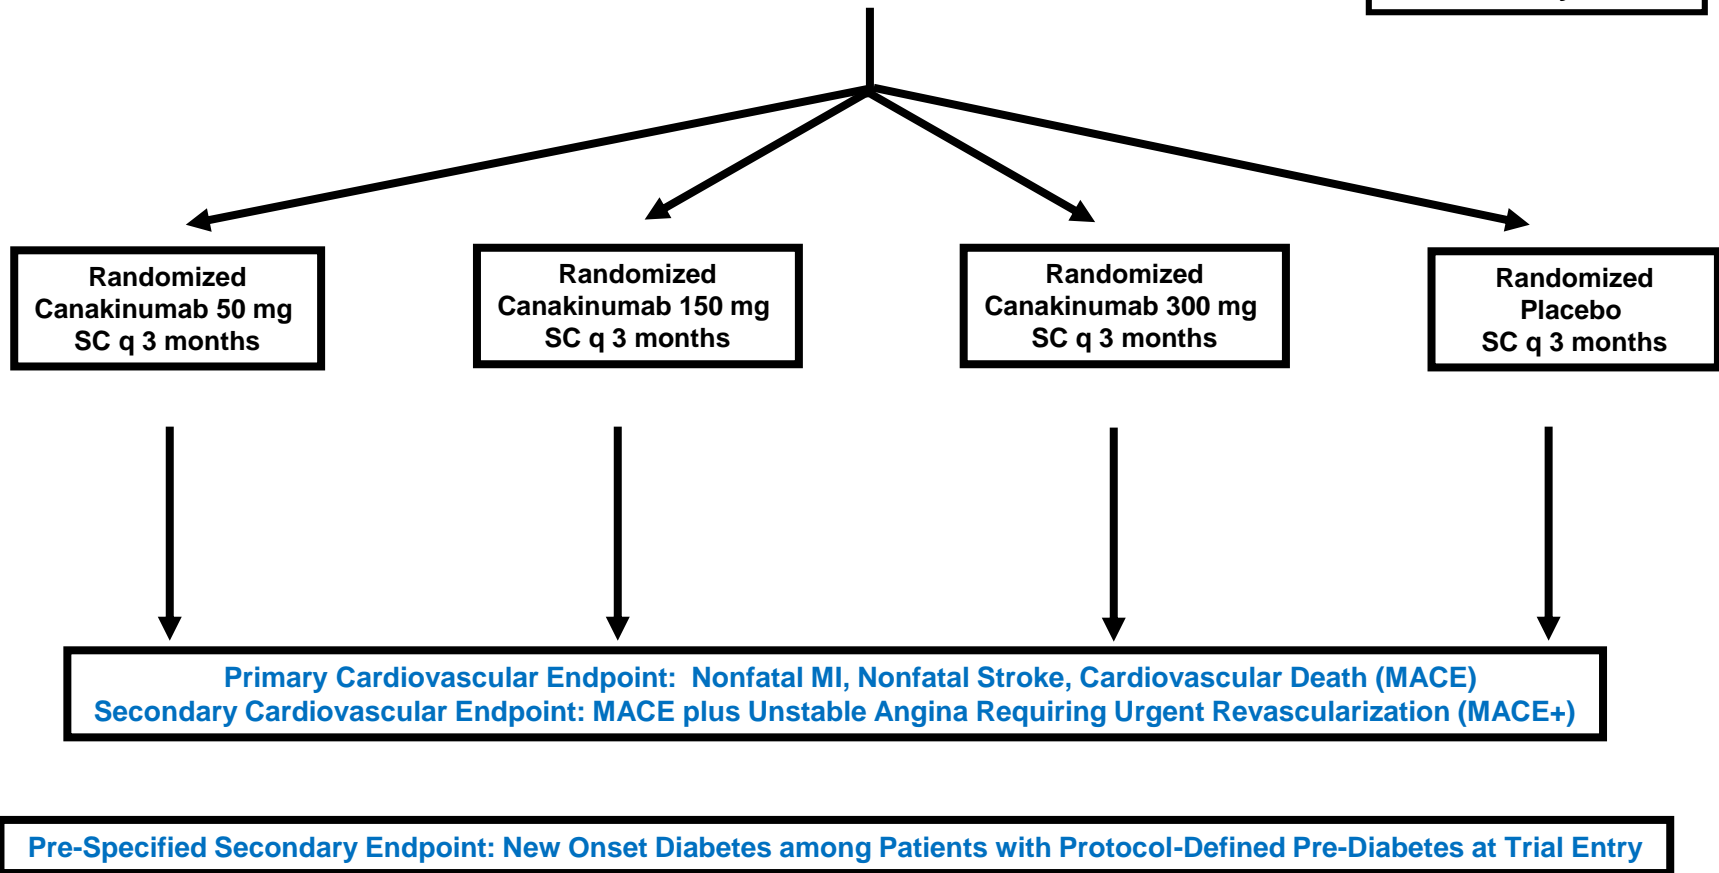 Randomized
Canakinumab 50 mg
SC q 3 months
Randomized
Canakinumab 150 mg
SC q 3 months
Randomized
Canakinumab 300 mg
SC q 3 months
Randomized
Placebo
SC q 3 months
Primary Cardiovascular Endpoint:  Nonfatal MI, Nonfatal Stroke, Cardiovascular Death (MACE)
Secondary Cardiovascular Endpoint: MACE plus Unstable Angina Requiring Urgent Revascularization (MACE+)
Pre-Specified Secondary Endpoint: New Onset Diabetes among Patients with Protocol-Defined Pre-Diabetes at Trial Entry